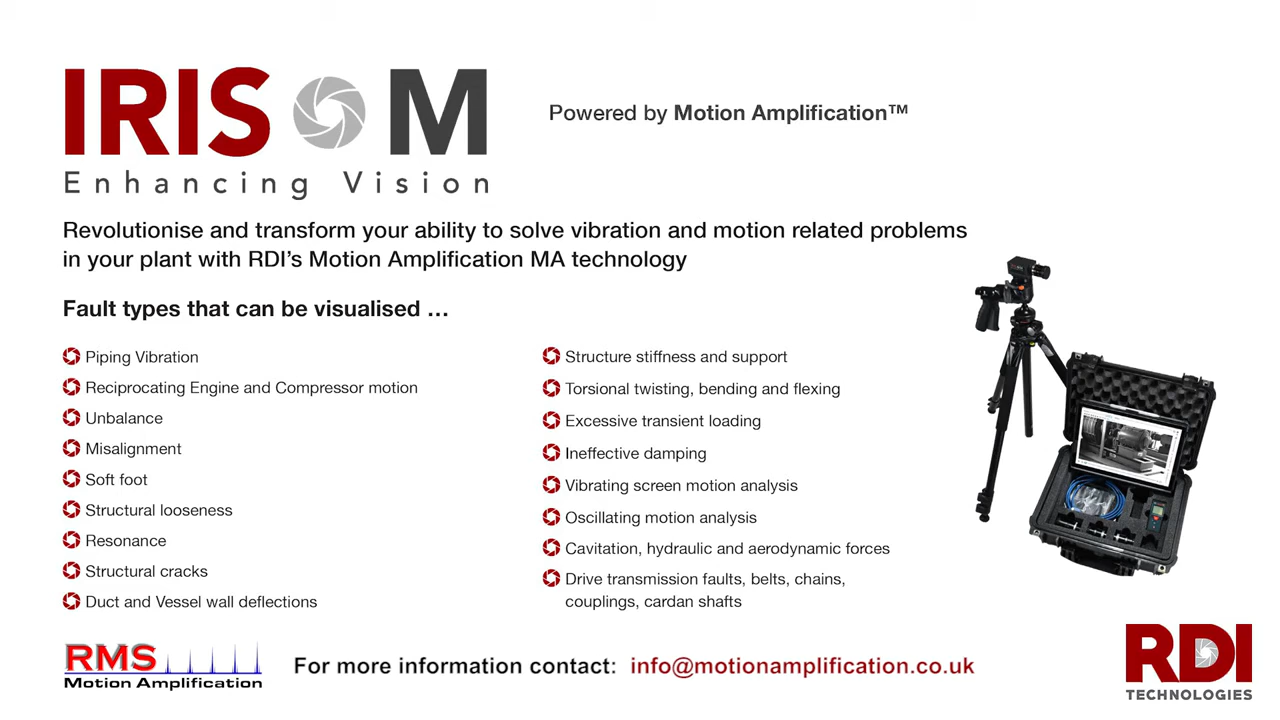 IRIS M
Enhancing Vision
Powered by Motion Amplification™
Revolutionise and transform your ability to solve vibration and motion related problems
in your plant with RDI’s Motion Amplification MA technology
Fault types that can be visualised …
Piping Vibration
Reciprocating Engine and Compressor motion
Unbalance
Misalignment
Soft foot
Structural looseness
Resonance
Structural cracks
Duct and Vessel wall deflections
Structure stiffness and support
Torsional twisting, bending and flexing
Excessive transient loading
Ineffective damping
Vibrating screen motion analysis
Oscillating motion analysis
Cavitation, hydraulic and aerodynamic forces
Drive transmission faults, belts, chains,
couplings, cardan shafts
RMS
Motion Amplification
For more information contact: info@motionamplification.co.uk
RDI
TECHNOLOGIES